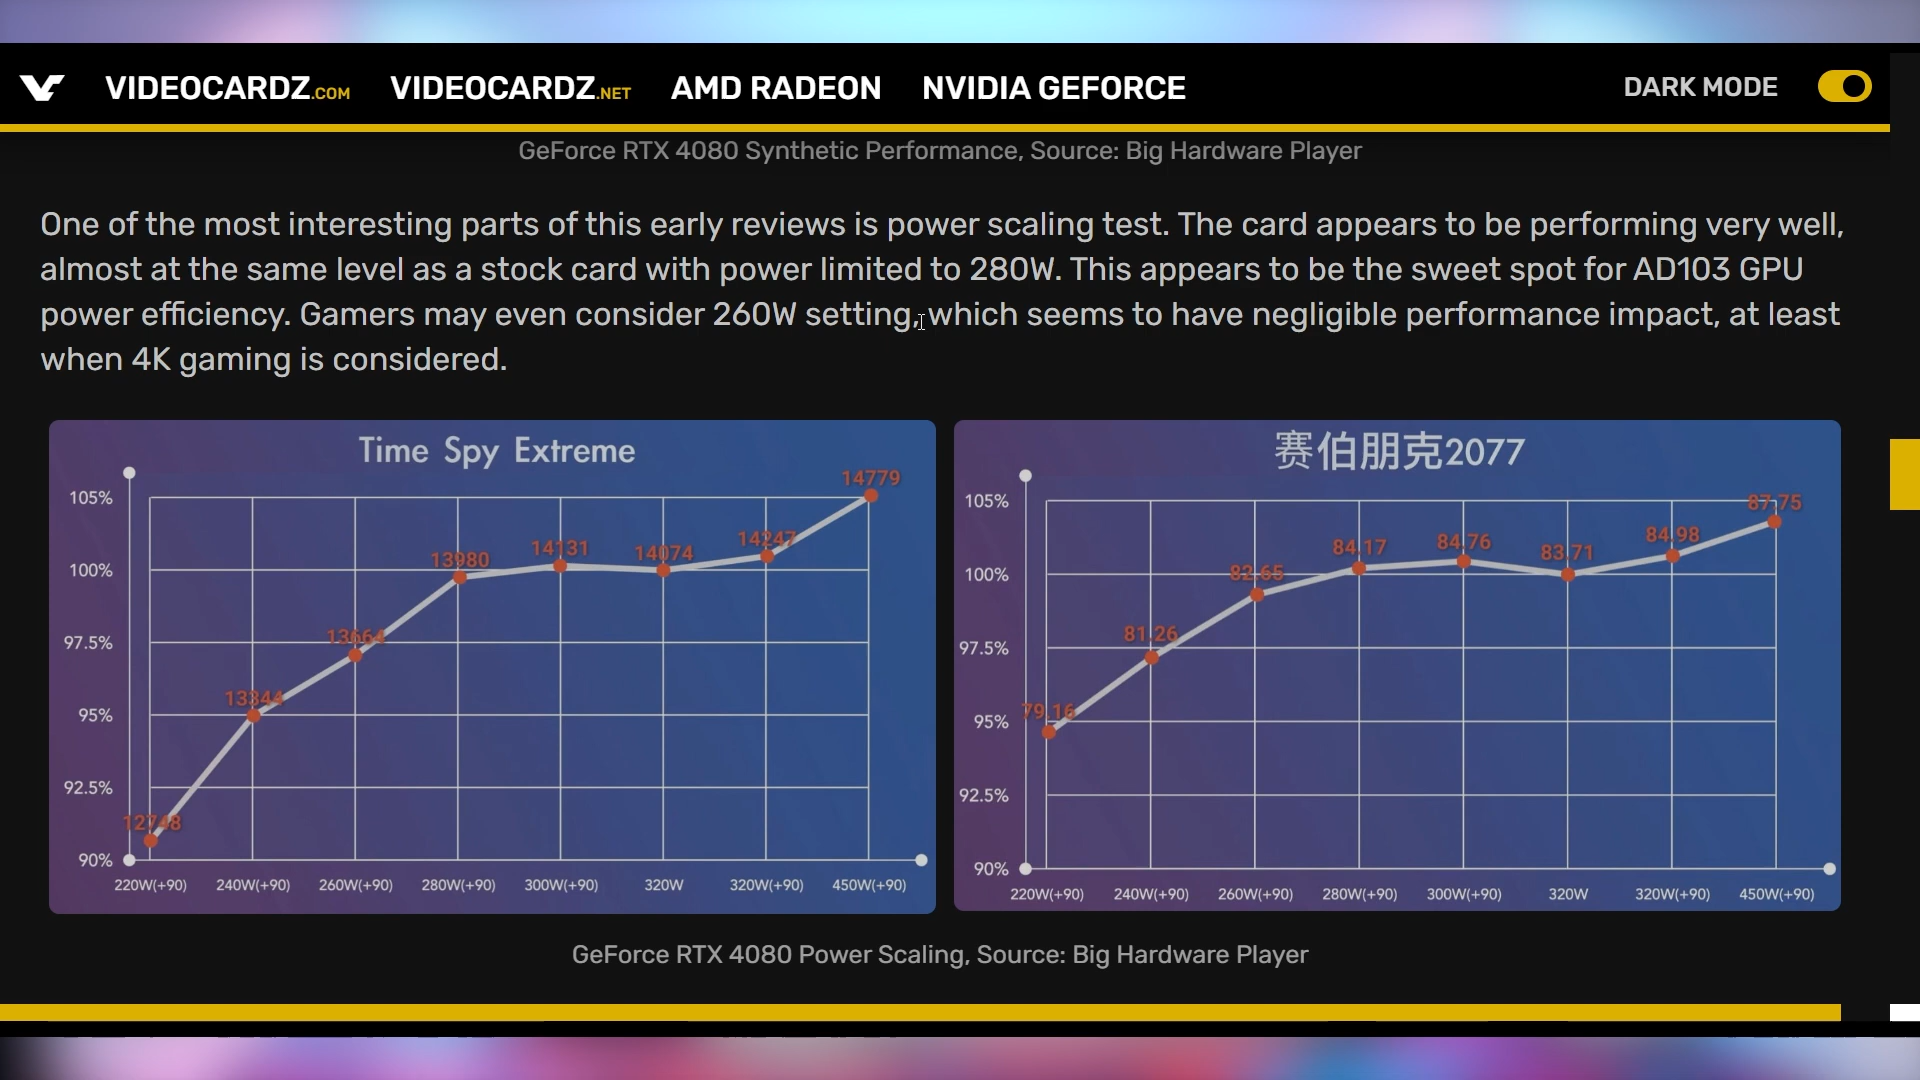 VIDEOCARDZ.COM VIDEOCARDZ.NET AMD RADEON NVIDIA GEFORCE DARK MODE
GeForce RTX 4080 Synthetic Performance, Source: Big Hardware Player
One of the most interesting parts of this early reviews is power scaling test. The card appears to be performing very well,
almost at the same level as a stock card with power limited to 280W. This appears to be the sweet spot for AD103 GPU
power efficiency. Gamers may even consider 260W setting, which seems to have negligible performance impact, at least
when 4K gaming is considered.
Time Spy Extreme
14779
105%
14247
14131
14074
13980
100%
13664
97.5%
13344
95%
92.5%
12748
90%
220W(+90) 240W(+90) 260W(+90) 280W(+90) 300W(+90) 320W 320W(+90) 450W(+90)
赛伯朋克2077
105%
87.75
84.98
84.76
84.17
83.71
100%
82.65
97.5%
81.26
95%
79.16
92.5%
90%
220W(+90) 240W(+90) 260W(+90) 280W(+90) 300W(+90) 320W 320W(+90) 450W(+90)
GeForce RTX 4080 Power Scaling, Source: Big Hardware Player